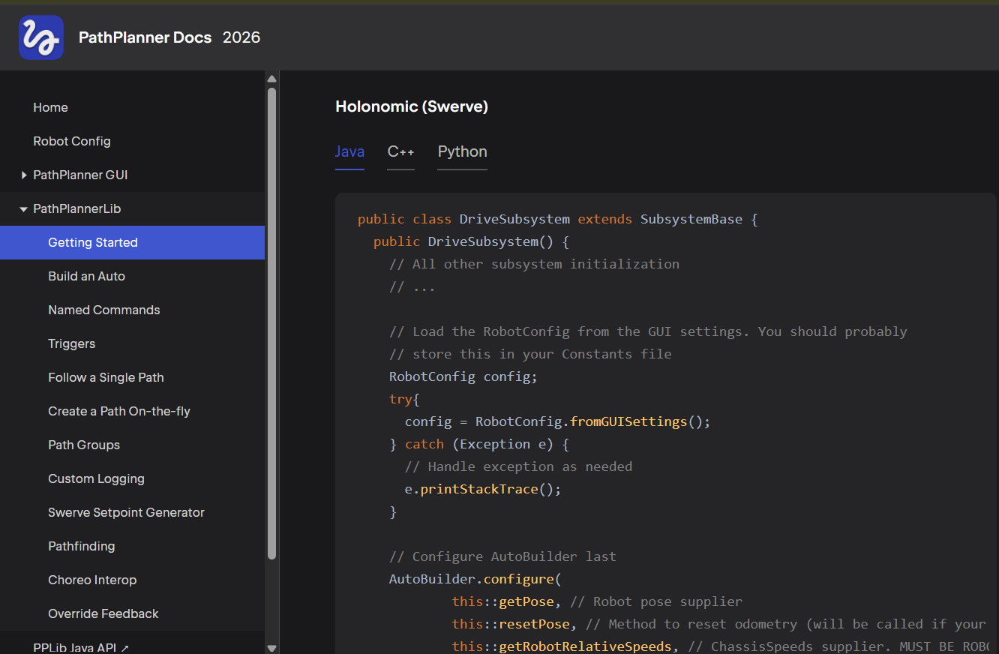 PathPlanner Docs 2026
Home
Robot Config
PathPlanner GUI
PathPlannerLib
Getting Started
Build an Auto
Named Commands
Triggers
Follow a Single Path
Create a Path On-the-fly
Path Groups
Custom Logging
Swerve Setpoint Generator
Pathfinding
Choreo Interop
Override Feedback
PPLib Java API ↗
Holonomic (Swerve)
Java C++ Python
public class DriveSubsystem extends SubsystemBase {
  public DriveSubsystem() {
    // All other subsystem initialization
    // ...
    // Load the RobotConfig from the GUI settings. You should probably
    // store this in your Constants file
    RobotConfig config;
    try{
      config = RobotConfig.fromGUISettings();
    } catch (Exception e) {
      // Handle exception as needed
      e.printStackTrace();
    }
    // Configure AutoBuilder last
    AutoBuilder.configure(
            this::getPose, // Robot pose supplier
            this::resetPose, // Method to reset odometry (will be called if your
            this::getRobotRelativeSpeeds, // ChassisSpeeds supplier. MUST BE